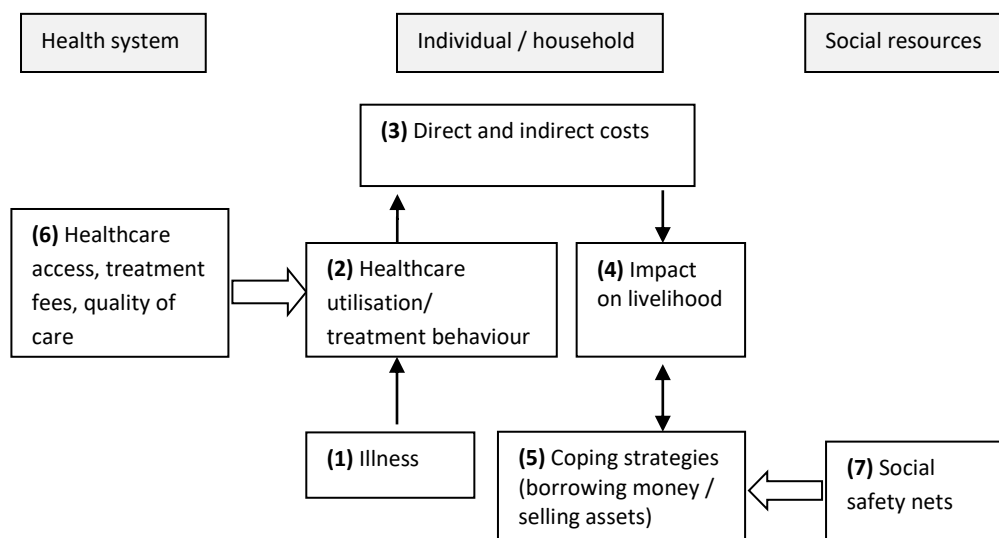 Health system
Individual / household
Social resources
(3) Direct and indirect costs
(6) Healthcare
access, treatment
fees, quality of
care
(2) Healthcare
utilisation/
treatment behaviour
(4) Impact
on livelihood
(1) Illness
(5) Coping strategies
(borrowing money /
selling assets)
(7) Social
safety nets